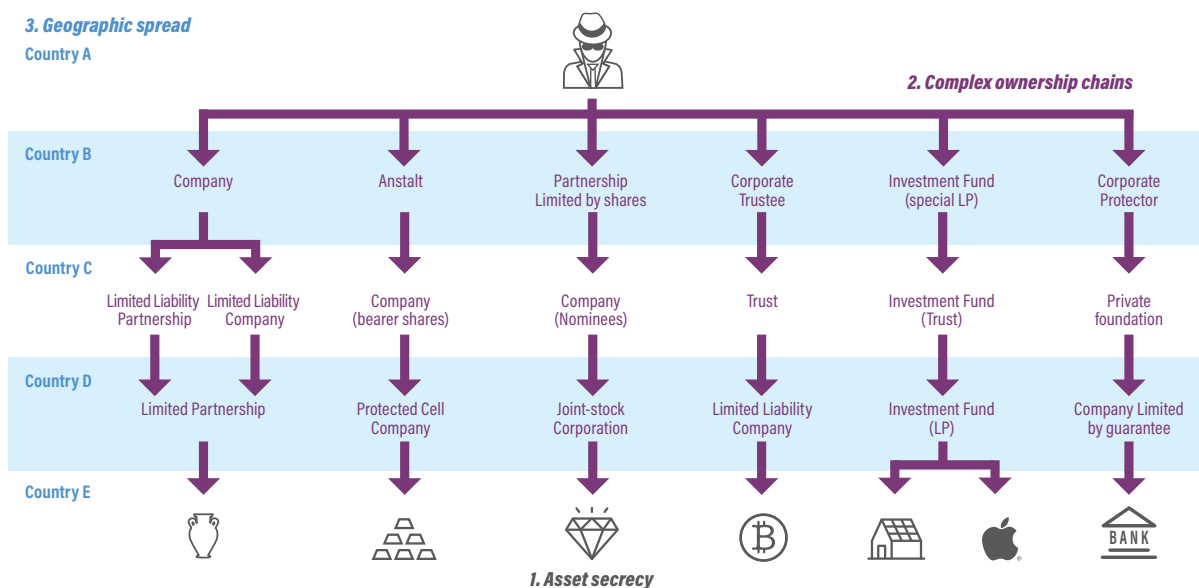 3. Geographic spread
Country A
2. Complex ownership chains
Country B
Company
Anstalt
Partnership
Limited by shares
Corporate
Trustee
Investment Fund
(special LP)
Corporate
Protector
Country C
Limited Liability
Partnership
Limited Liability
Company
Company
(bearer shares)
Company
(Nominees)
Trust
Investment Fund
(Trust)
Private
foundation
Country D
Limited Partnership
Protected Cell
Company
Joint-stock
Corporation
Limited Liability
Company
Investment Fund
(LP)
Company Limited
by guarantee
Country E
BANK
1. Asset secrecy